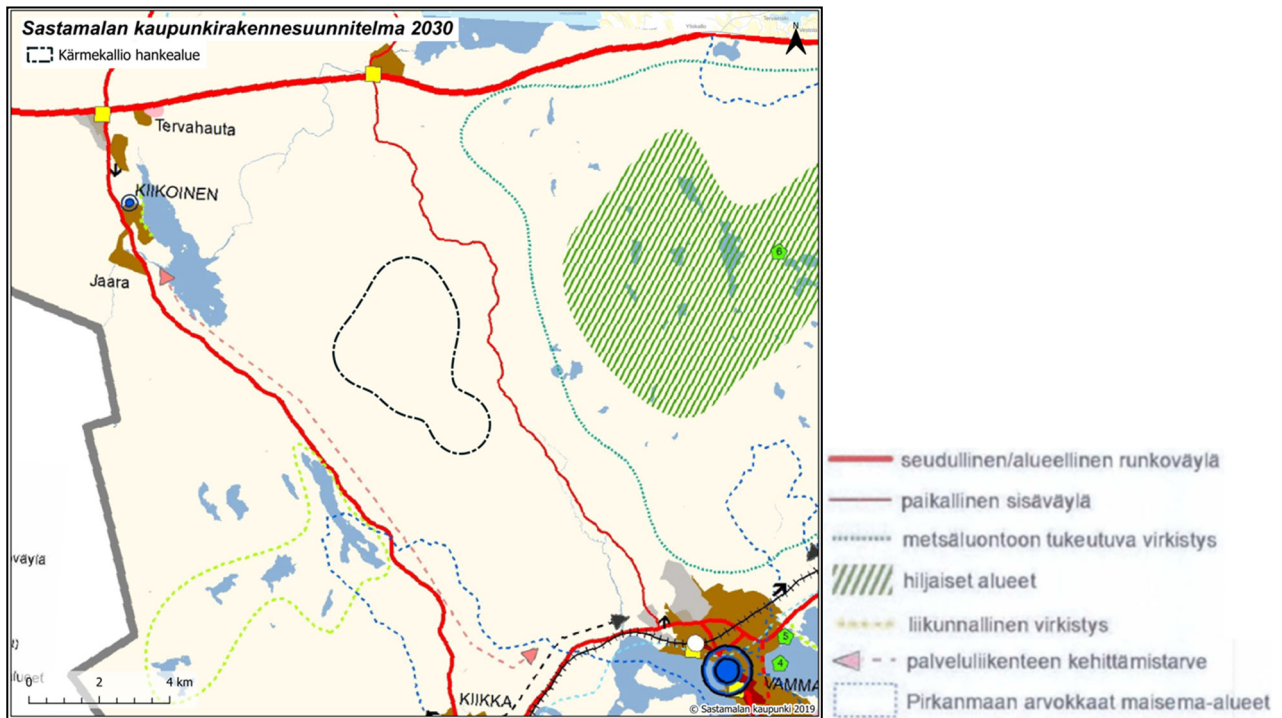 Sastamalan kaupunkirakennesuunnitelma 2030
Kärmekallio hankealue
N
Tervahauta
KIIKOINEN
6
Jaara
seudullinen/alueellinen runkoväylä
paikallinen sisäväylä
metsäluontoon tukeutuva virkistys
hiljaiset alueet
liikunnallinen virkistys
palveluliikenteen kehittämistarve
Pirkanmaan arvokkaat maisema-alueet
5
4
0 2 4 km
KIIKKA
VAMMA
© Sastamalan kaupunki 2019